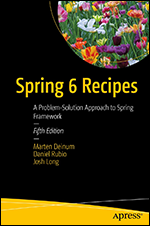 Spring 6 Recipes
A Problem-Solution Approach to Spring
Framework
—
Fifth Edition
—
Marten Deinum
Daniel Rubio
Josh Long
Apress®